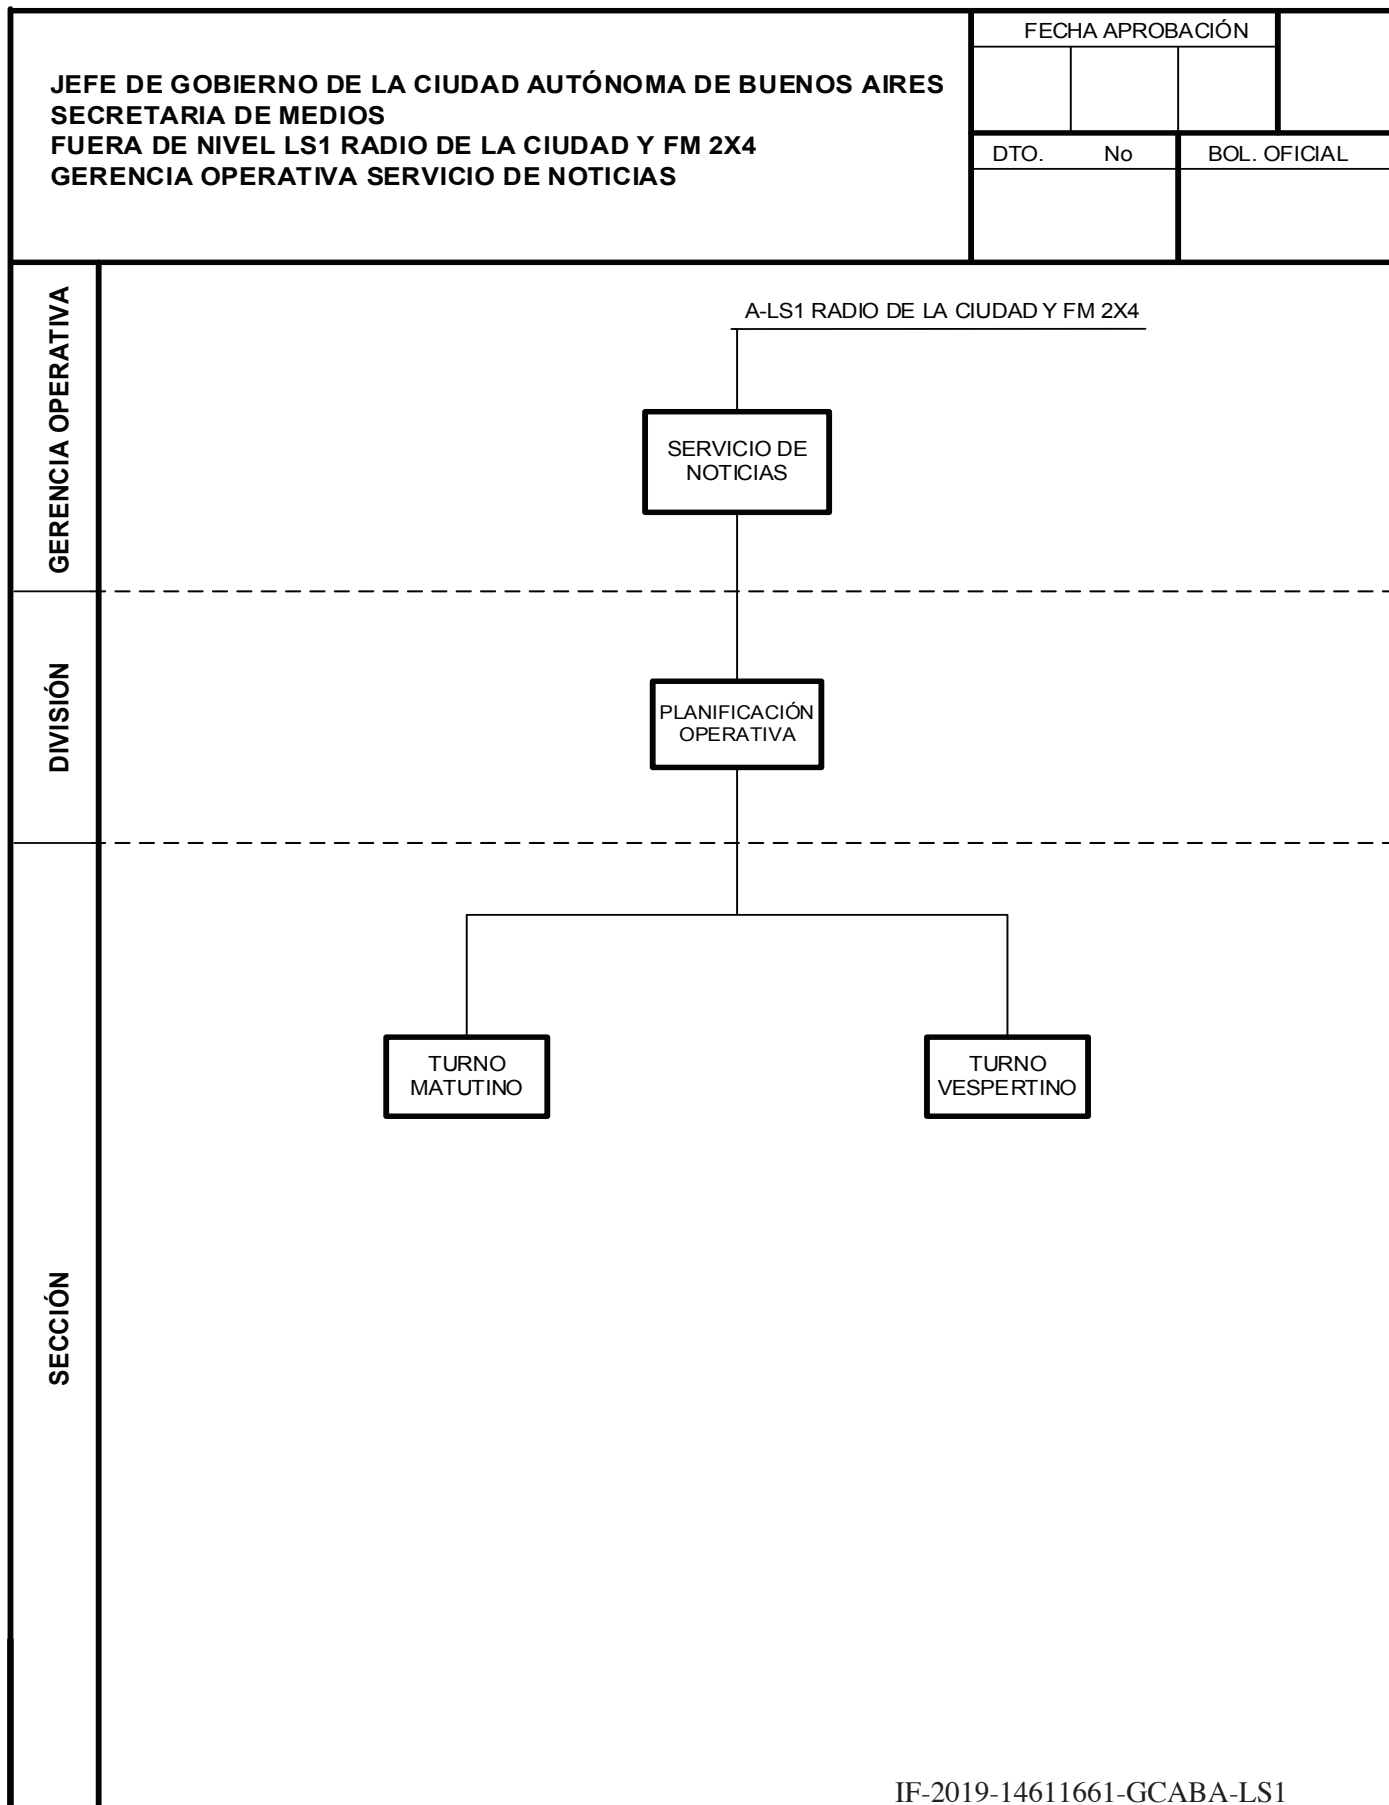 JEFE DE GOBIERNO DE LA CIUDAD AUTÓNOMA DE BUENOS AIRES
SECRETARIA DE MEDIOS
FUERA DE NIVEL LS1 RADIO DE LA CIUDAD Y FM 2X4
GERENCIA OPERATIVA SERVICIO DE NOTICIAS
FECHA APROBACIÓN
DTO. No
BOL. OFICIAL
GERENCIA OPERATIVA
A-LS1 RADIO DE LA CIUDAD Y FM 2X4
SERVICIO DE
NOTICIAS
DIVISIÓN
PLANIFICACIÓN
OPERATIVA
SECCIÓN
TURNO
MATUTINO
TURNO
VESPERTINO
IF-2019-14611661-GCABA-LS1